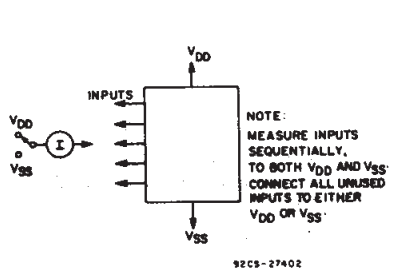 VDD
INPUTS
VDD
I
VSS
NOTE:
MEASURE INPUTS
SEQUENTIALLY,
TO BOTH VDD AND VSS.
CONNECT ALL UNUSED
INPUTS TO EITHER
VDD OR VSS.
VSS
92CS-27402